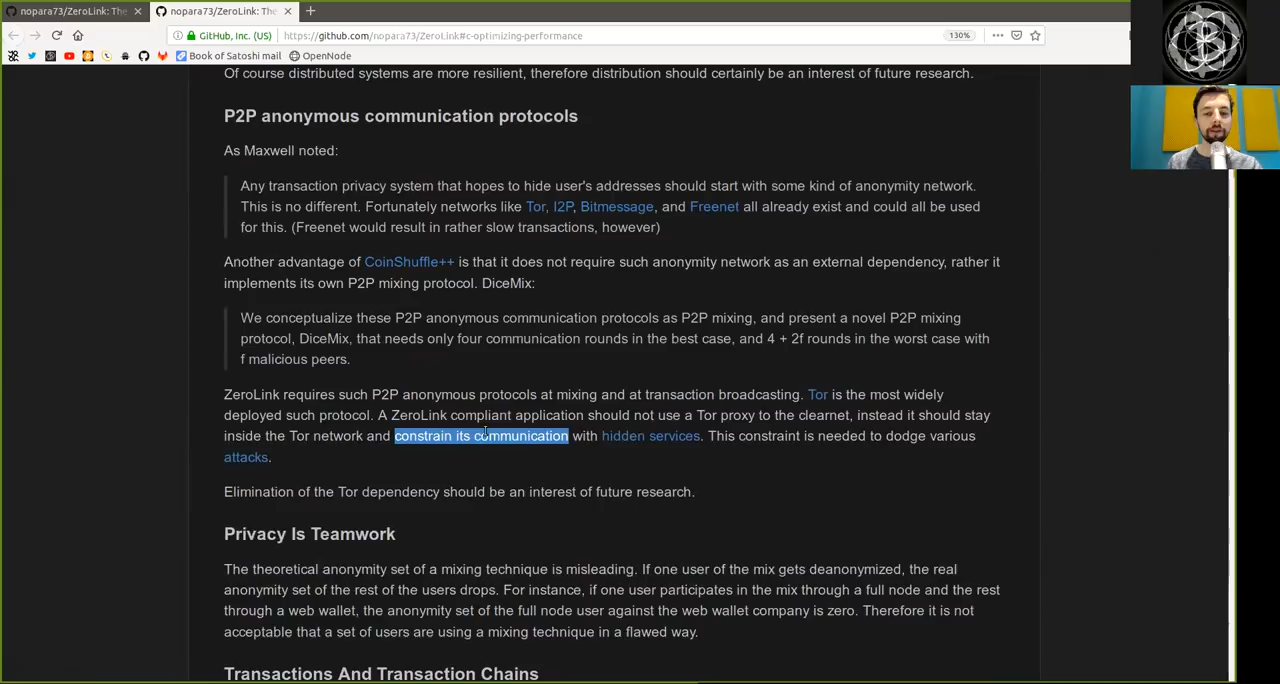 nopara73/ZeroLink: The
nopara73/ZeroLink: The
GitHub, Inc. (US)
https://github.com/nopara73/ZeroLink#c-optimizing-performance
130%
Book of Satoshi mail
OpenNode
Of course distributed systems are more resilient, therefore distribution should certainly be an interest of future research.
P2P anonymous communication protocols
As Maxwell noted:
Any transaction privacy system that hopes to hide user's addresses should start with some kind of anonymity network.
This is no different. Fortunately networks like Tor, I2P, Bitmessage, and Freenet all already exist and could all be used
for this. (Freenet would result in rather slow transactions, however)
Another advantage of CoinShuffle++ is that it does not require such anonymity network as an external dependency, rather it
implements its own P2P mixing protocol. DiceMix:
We conceptualize these P2P anonymous communication protocols as P2P mixing, and present a novel P2P mixing
protocol, DiceMix, that needs only four communication rounds in the best case, and 4 + 2f rounds in the worst case with
f malicious peers.
ZeroLink requires such P2P anonymous protocols at mixing and at transaction broadcasting. Tor is the most widely
deployed such protocol. A ZeroLink compliant application should not use a Tor proxy to the clearnet, instead it should stay
inside the Tor network and constrain its communication with hidden services. This constraint is needed to dodge various
attacks.
Elimination of the Tor dependency should be an interest of future research.
Privacy Is Teamwork
The theoretical anonymity set of a mixing technique is misleading. If one user of the mix gets deanonymized, the real
anonymity set of the rest of the users drops. For instance, if one user participates in the mix through a full node and the rest
through a web wallet, the anonymity set of the full node user against the web wallet company is zero. Therefore it is not
acceptable that a set of users are using a mixing technique in a flawed way.
Transactions And Transaction Chains